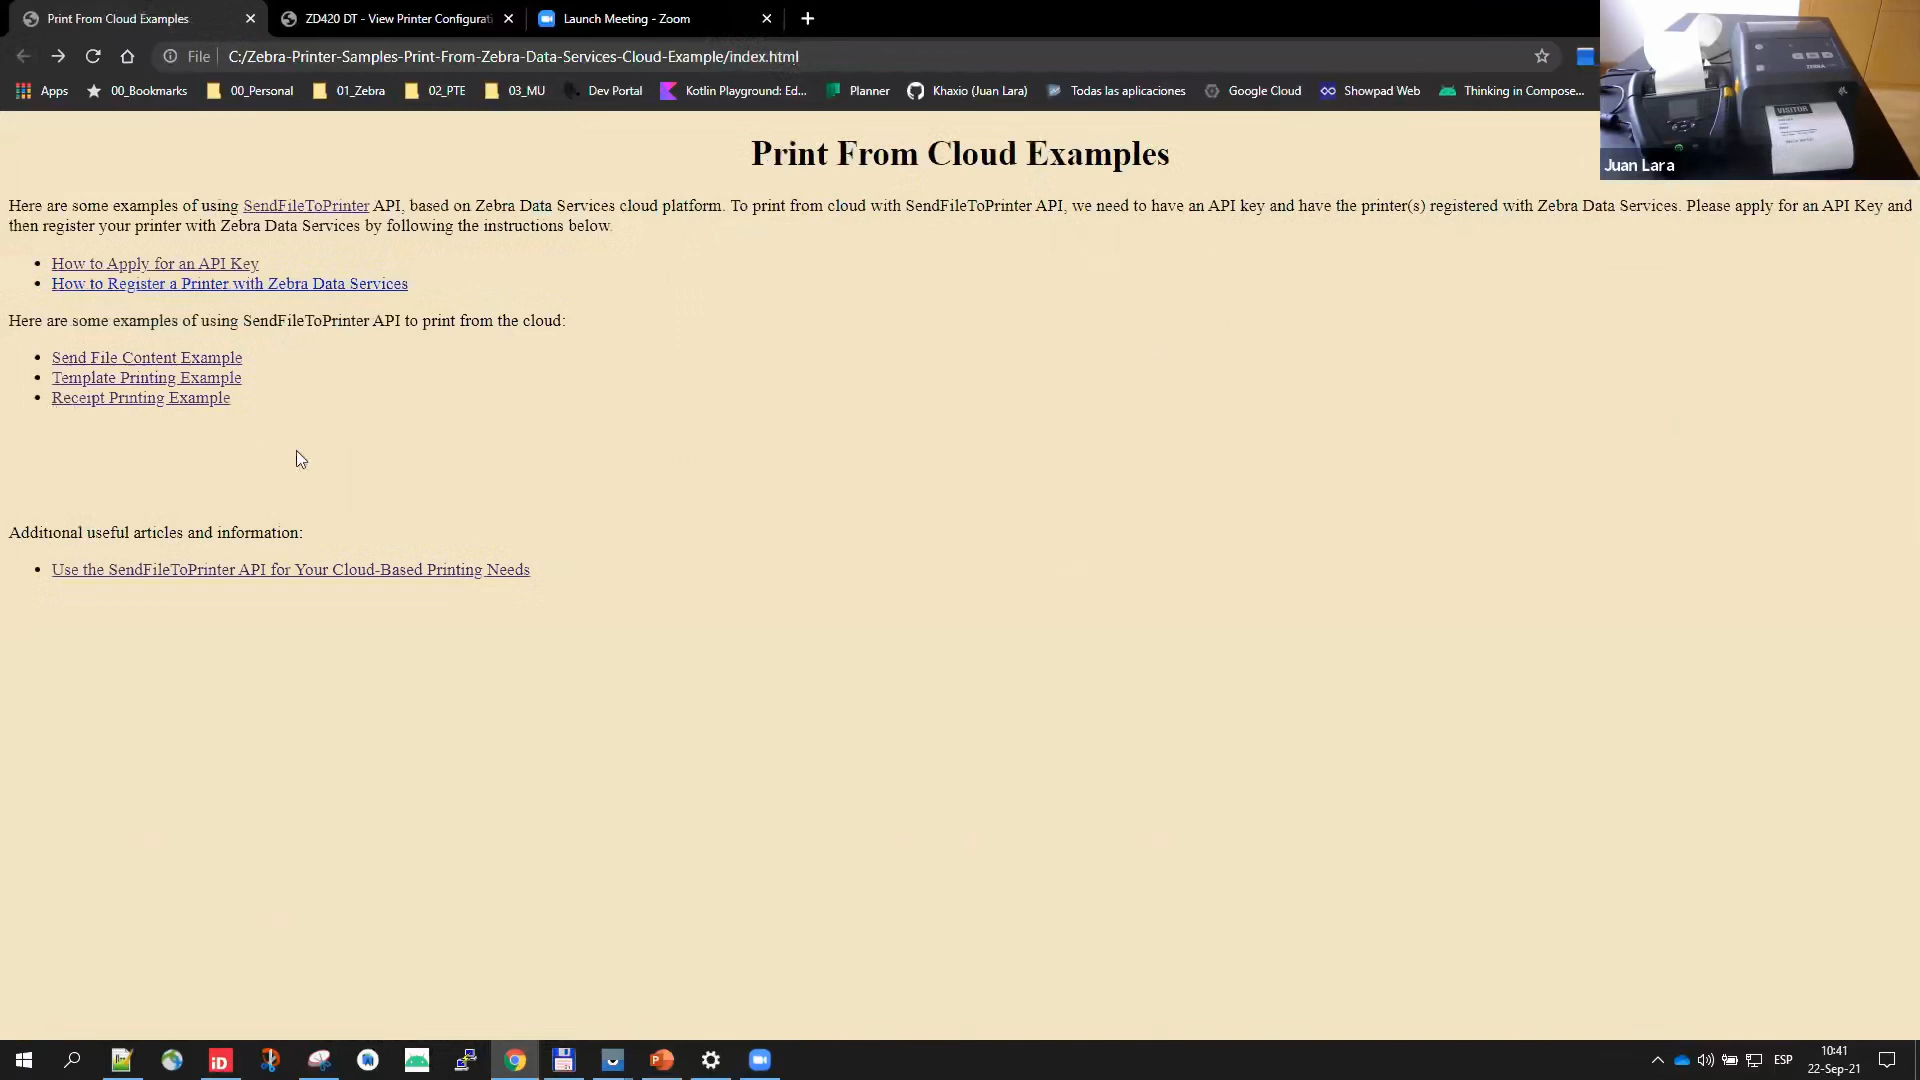 Print From Cloud Examples
ZD420 DT - View Printer Configurati
Launch Meeting - Zoom
File
C:/Zebra-Printer-Samples-Print-From-Zebra-Data-Services-Cloud-Example/index.html
Apps
00_Bookmarks
00_Personal
01_Zebra
02_PTE
03_MU
Dev Portal
Kotlin Playground: Ed...
Planner
Khaxio (Juan Lara)
Todas las aplicaciones
Google Cloud
Showpad Web
Thinking in Compose...
ZEBRA
VISITOR
Juan Lara
Print From Cloud Examples
Here are some examples of using SendFileToPrinter API, based on Zebra Data Services cloud platform. To print from cloud with SendFileToPrinter API, we need to have an API key and have the printer(s) registered with Zebra Data Services. Please apply for an API Key and
then register your printer with Zebra Data Services by following the instructions below.
• How to Apply for an API Key
• How to Register a Printer with Zebra Data Services
Here are some examples of using SendFileToPrinter API to print from the cloud:
• Send File Content Example
• Template Printing Example
• Receipt Printing Example
Additional useful articles and information:
• Use the SendFileToPrinter API for Your Cloud-Based Printing Needs
ESP
10:41
22-Sep-21